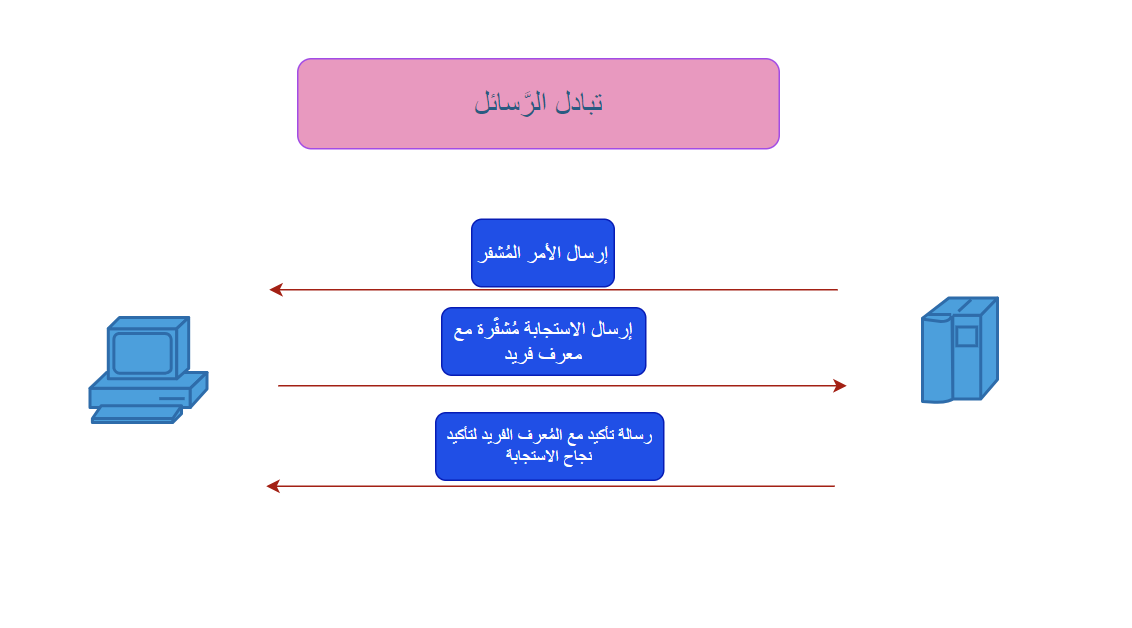 تبادل الرَّسائل
إرسال الأمر المُشفر
إرسال الاستجابة مُشفَّرة مع
معرف فريد
رسالة تأكيد مع المُعرف الفريد لتأكيد
نجاح الاستجابة